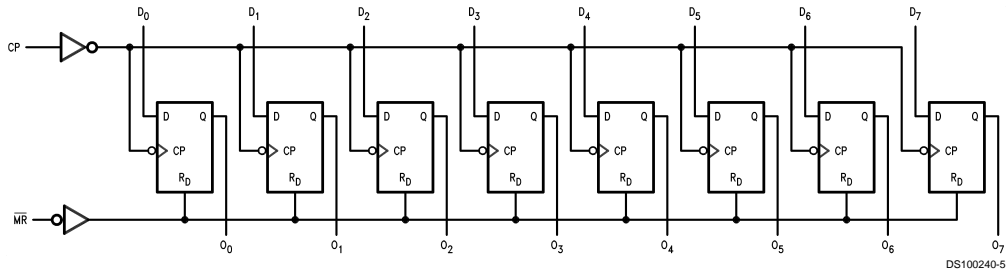 D0 D1 D2 D3 D4 D5 D6 D7
CP
D Q D Q D Q D Q D Q D Q D Q D Q
CP CP CP CP CP CP CP CP
RD RD RD RD RD RD RD RD
M̅R̅
O0 O1 O2 O3 O4 O5 O6 O7
DS100240-5